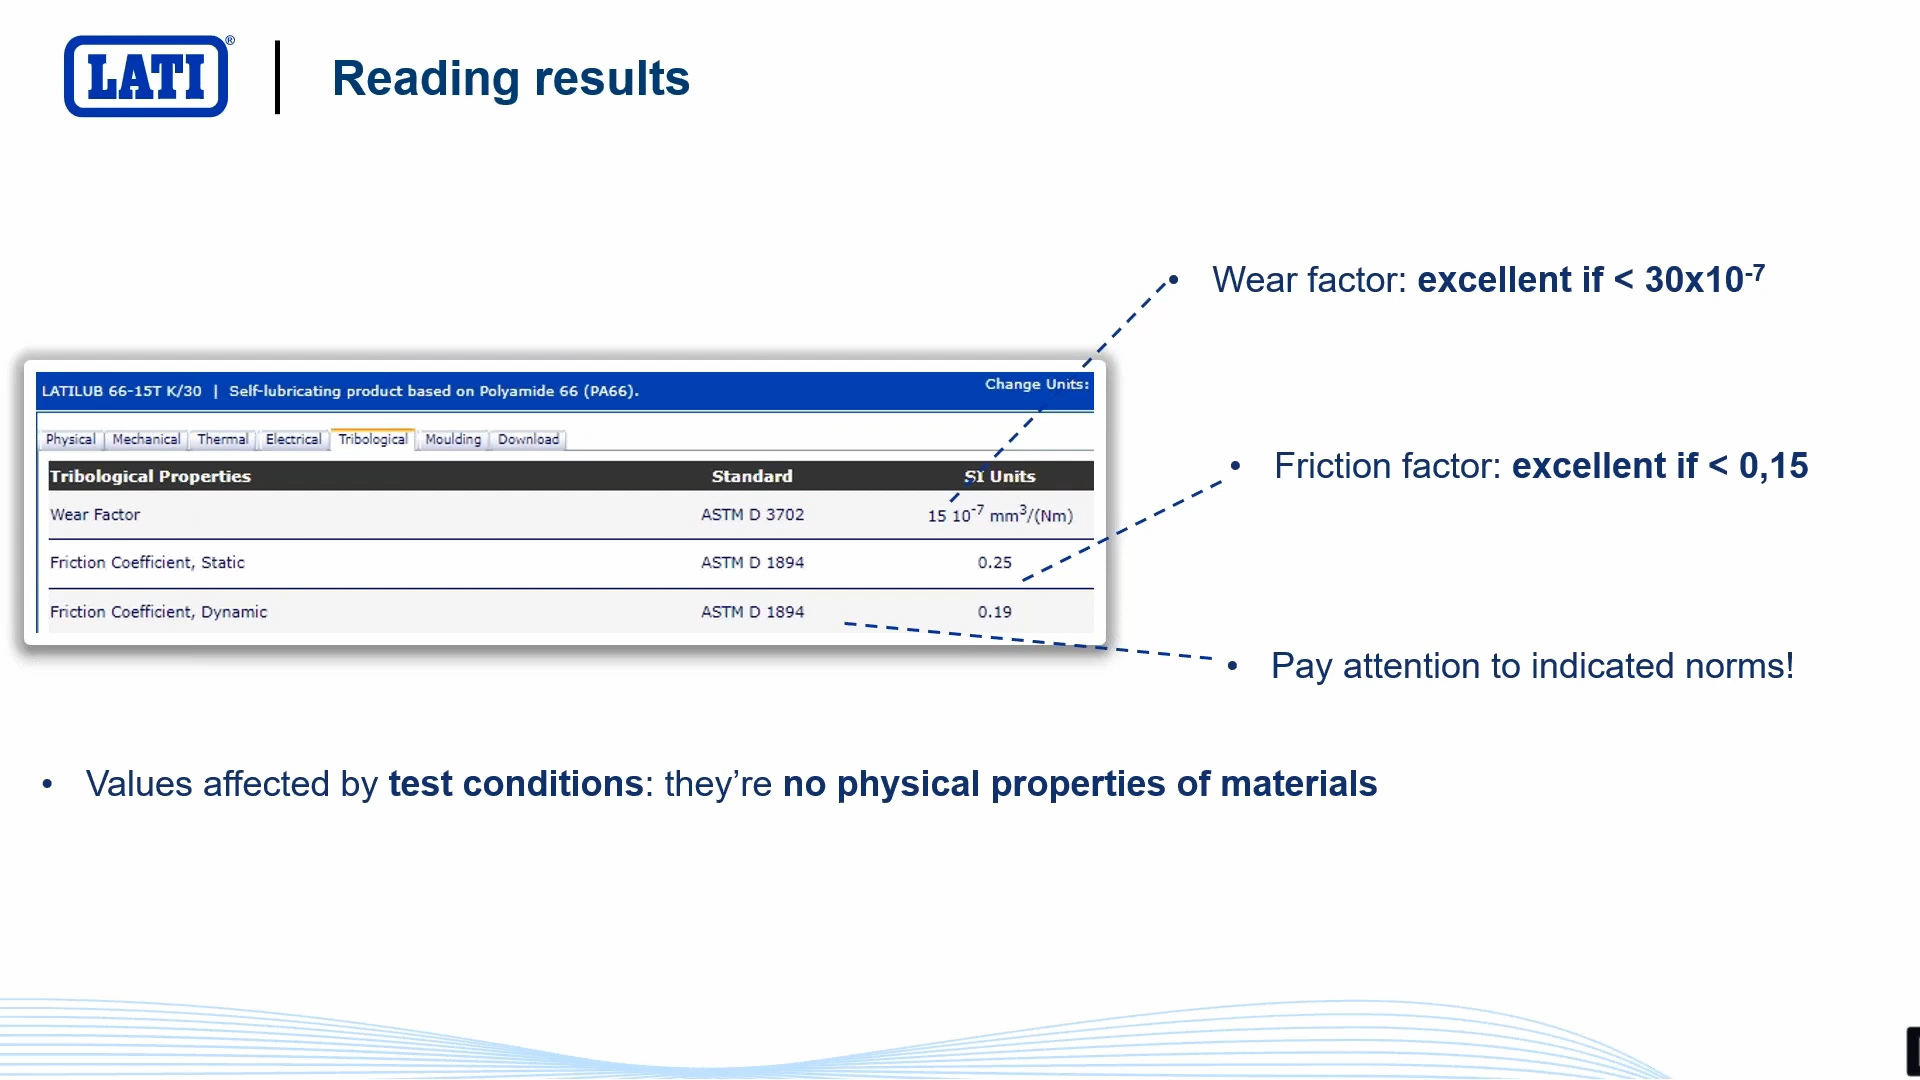 LATI®
Reading results
• Wear factor: excellent if < 30x10⁻⁷
LATILUB 66-15T K/30 | Self-lubricating product based on Polyamide 66 (PA66).
Change Units:
Physical Mechanical Thermal Electrical Tribological Moulding Download
Tribological Properties Standard SI Units
Wear Factor ASTM D 3702 15 10⁻⁷ mm³/(Nm)
Friction Coefficient, Static ASTM D 1894 0.25
Friction Coefficient, Dynamic ASTM D 1894 0.19
• Friction factor: excellent if < 0,15
• Pay attention to indicated norms!
• Values affected by test conditions: they’re no physical properties of materials